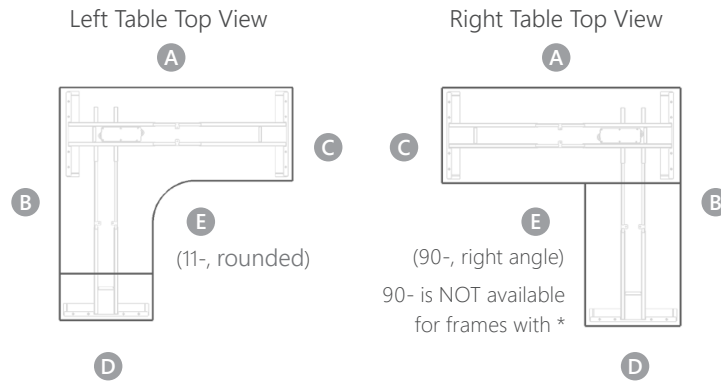 Left Table Top View
A
C
B
E
(11-, rounded)
D
Right Table Top View
A
C
B
E
(90-, right angle)
90- is NOT available
for frames with *
D